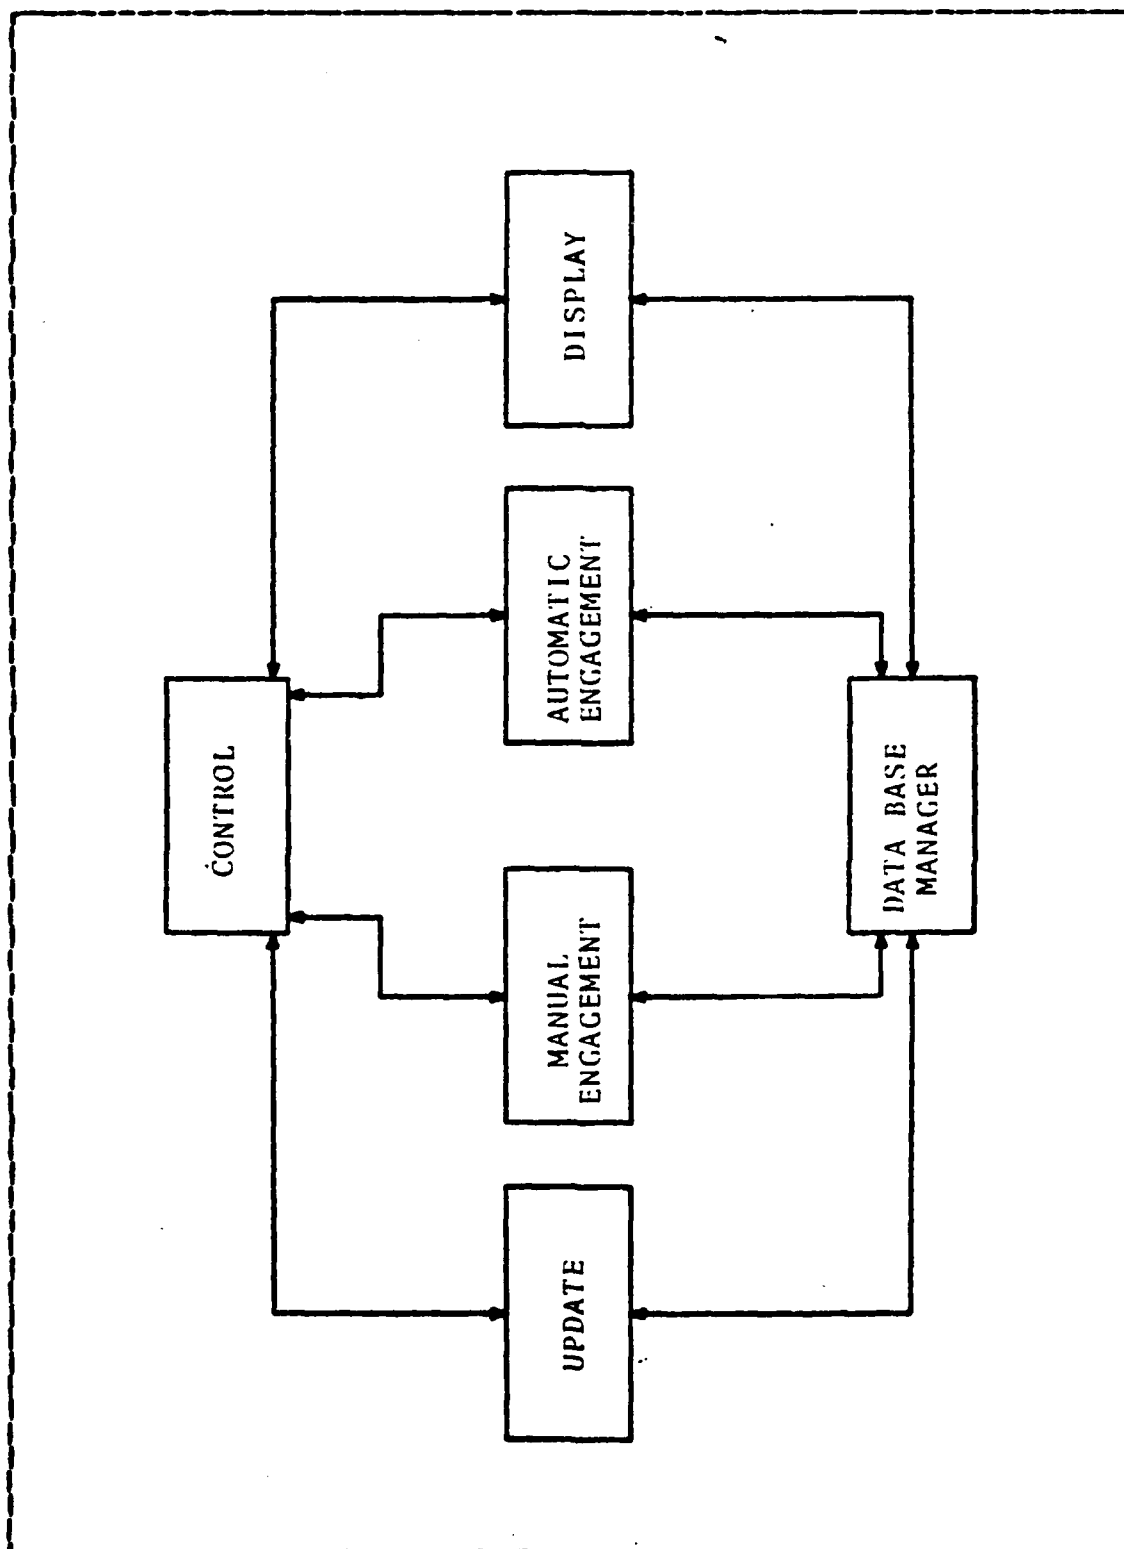 CONTROL
UPDATE
MANUAL
ENGAGEMENT
AUTOMATIC
ENGAGEMENT
DISPLAY
DATA BASE
MANAGER